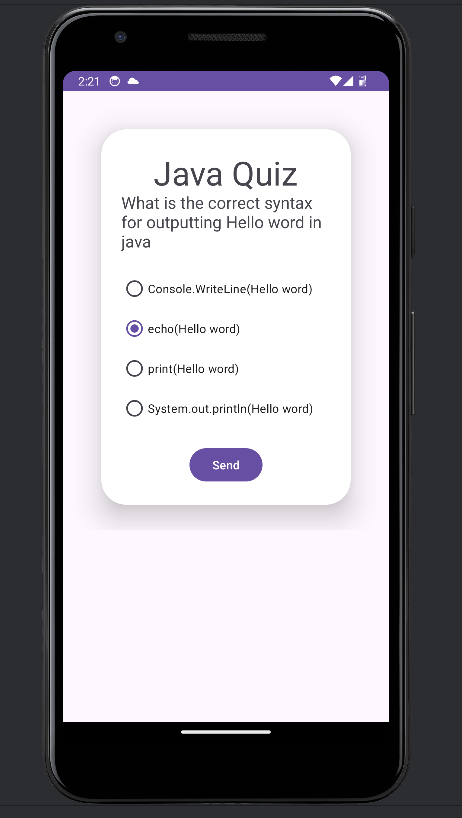 2:21
Java Quiz
What is the correct syntax
for outputting Hello word in
java
Console.WriteLine(Hello word)
echo(Hello word)
print(Hello word)
System.out.println(Hello word)
Send